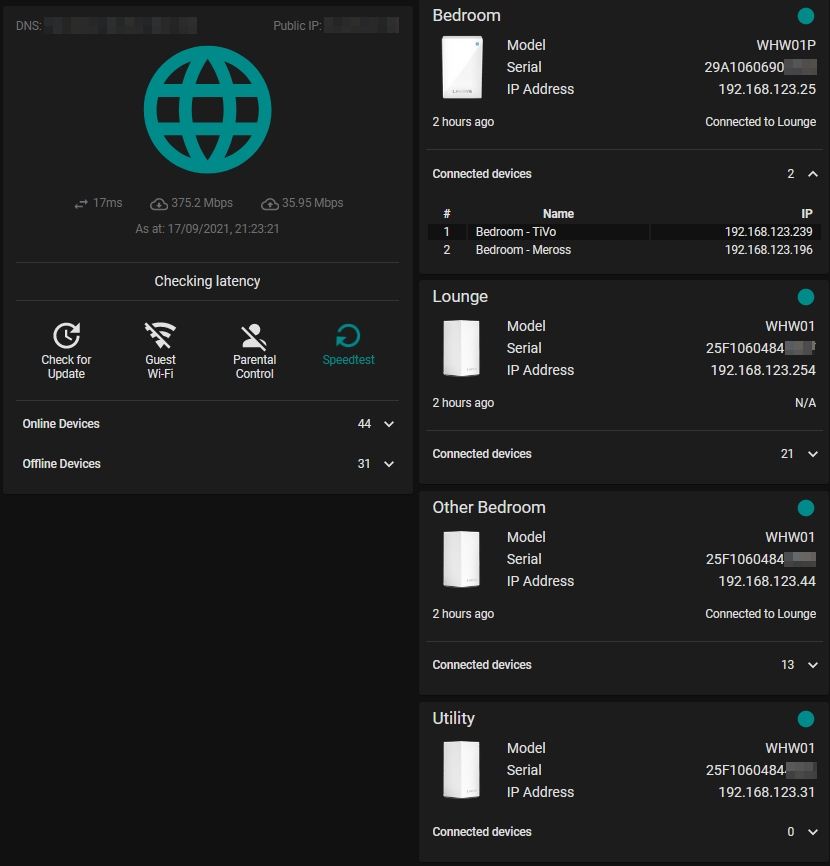 DNS:
Public IP:
17ms
375.2 Mbps
35.95 Mbps
As at: 17/09/2021, 21:23:21
Checking latency
Check for
Update
Guest
Wi-Fi
Parental
Control
Speedtest
Online Devices 44
Offline Devices 31
Bedroom
Model WHW01P
Serial 29A1060690
IP Address 192.168.123.25
2 hours ago Connected to Lounge
Connected devices 2
# Name IP
1 Bedroom - TiVo 192.168.123.239
2 Bedroom - Meross 192.168.123.196
Lounge
Model WHW01
Serial 25F1060484
IP Address 192.168.123.254
2 hours ago N/A
Connected devices 21
Other Bedroom
Model WHW01
Serial 25F1060484
IP Address 192.168.123.44
2 hours ago Connected to Lounge
Connected devices 13
Utility
Model WHW01
Serial 25F1060484
IP Address 192.168.123.31
Connected devices 0